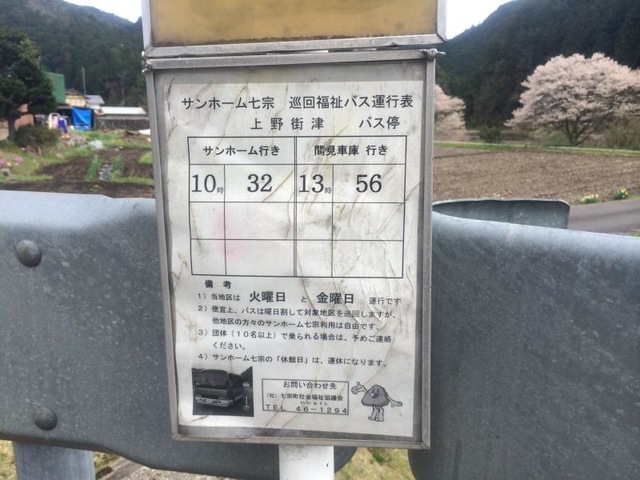 サンホーム七宗　巡回福祉バス運行表
上野街津　バス停
サンホーム行き　間見車庫 行き
10時　32　13時　56
備考
1）当地区は　火曜日　と　金曜日　運行です
2）便宜上、バスは曜日割して対象地区を巡回しますが、
他地区の方々のサンホーム七宗利用は自由です。
3）団体（10名以上）で乗られる場合は、予めご連絡
ください。
4）サンホーム七宗の「休館日」は、運休になります。
お問い合わせ先
（社）七宗町社会福祉協議会
TEL 46-1294